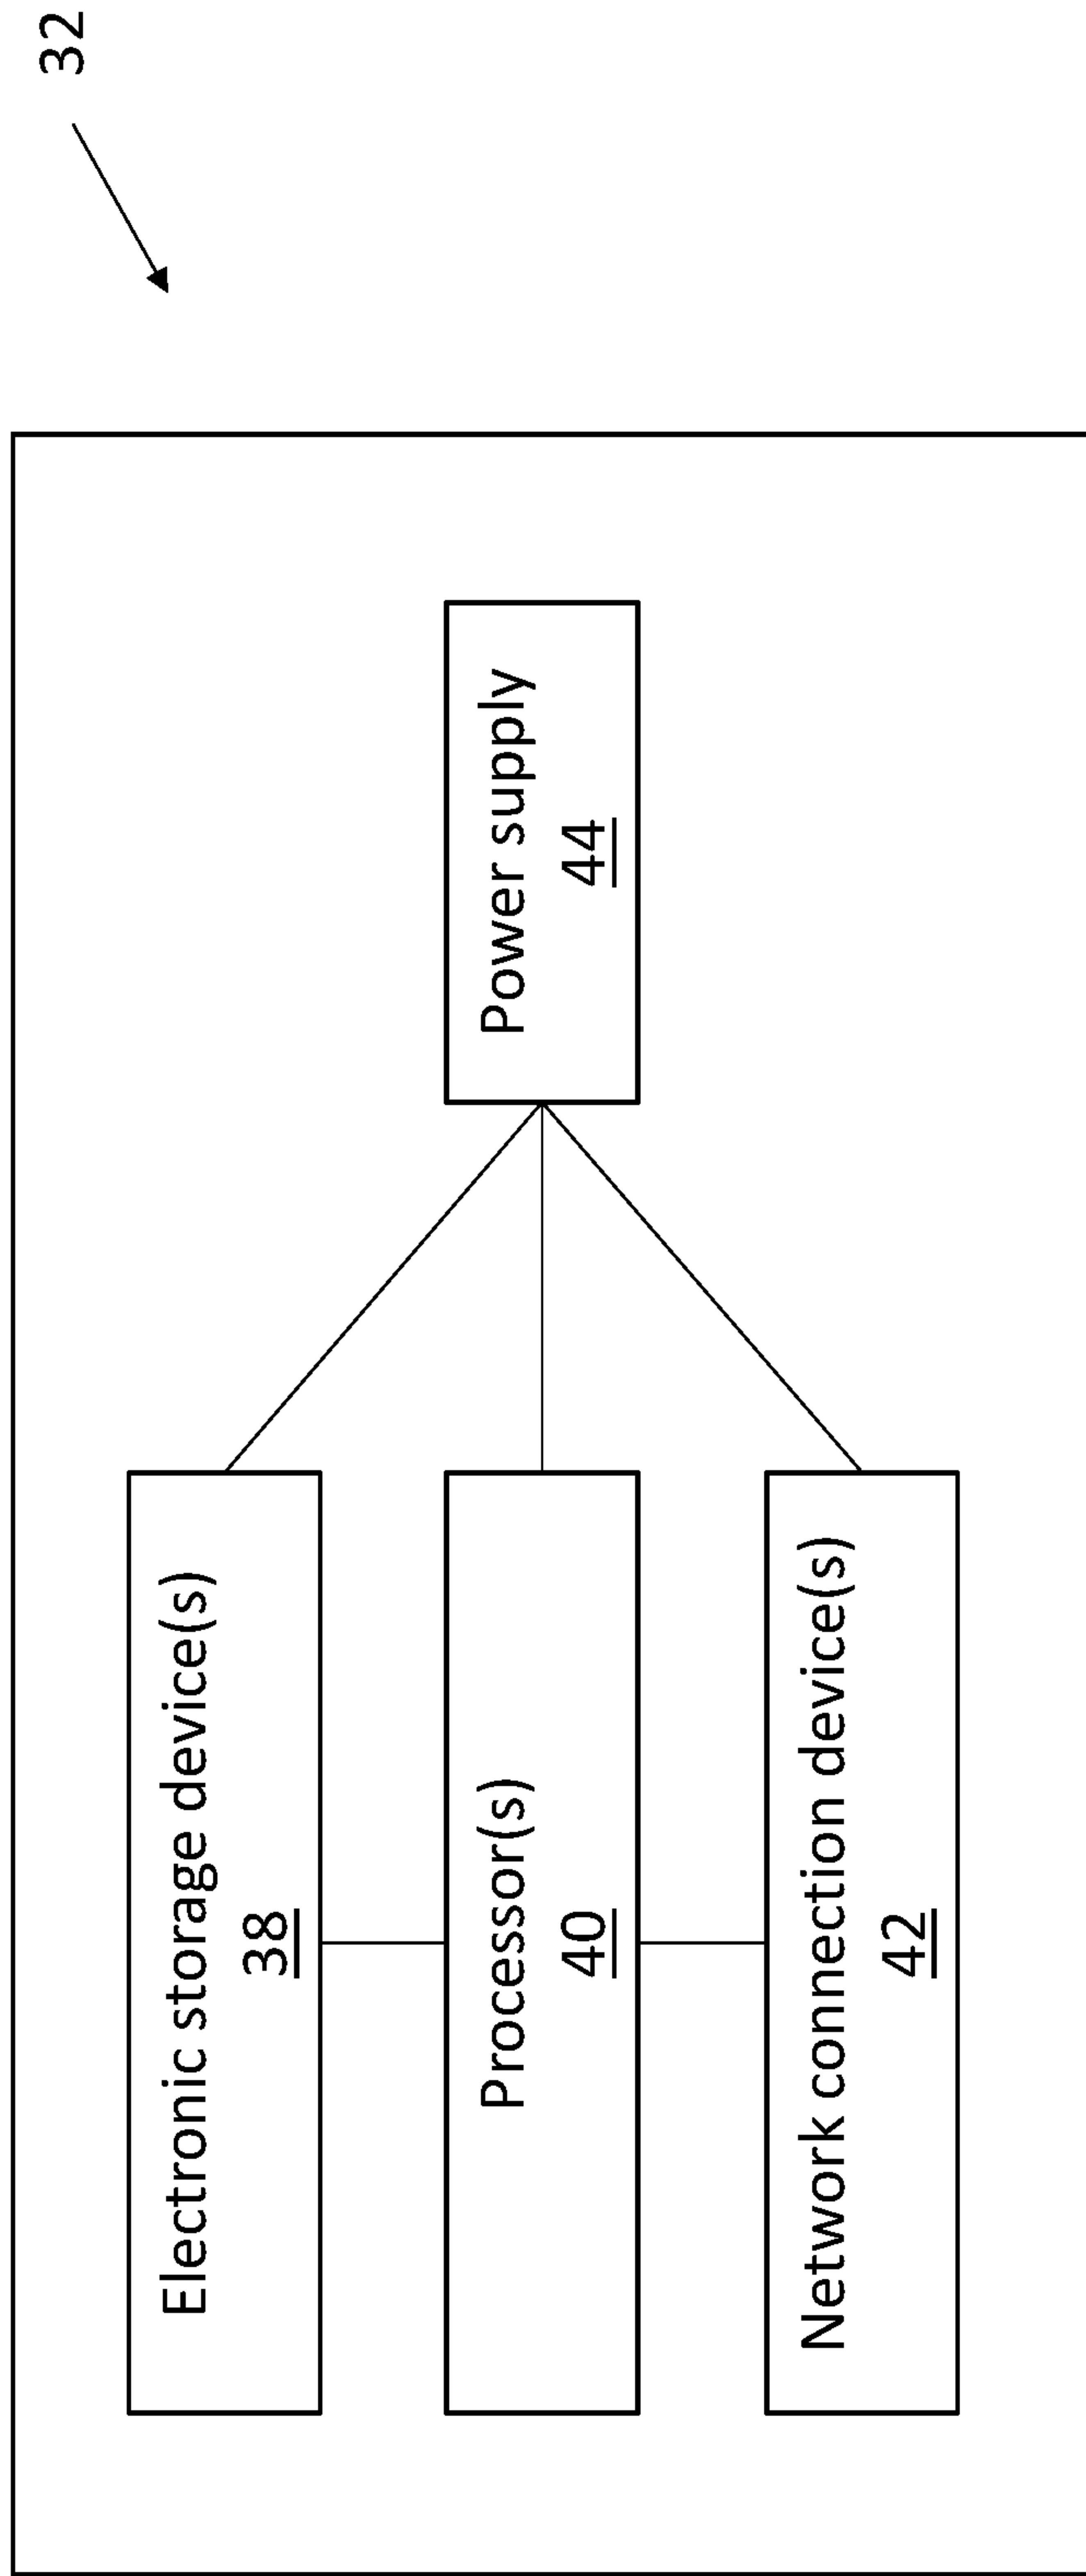 32
Electronic storage device(s)
38
Processor(s)
40
Network connection device(s)
42
Power supply
44